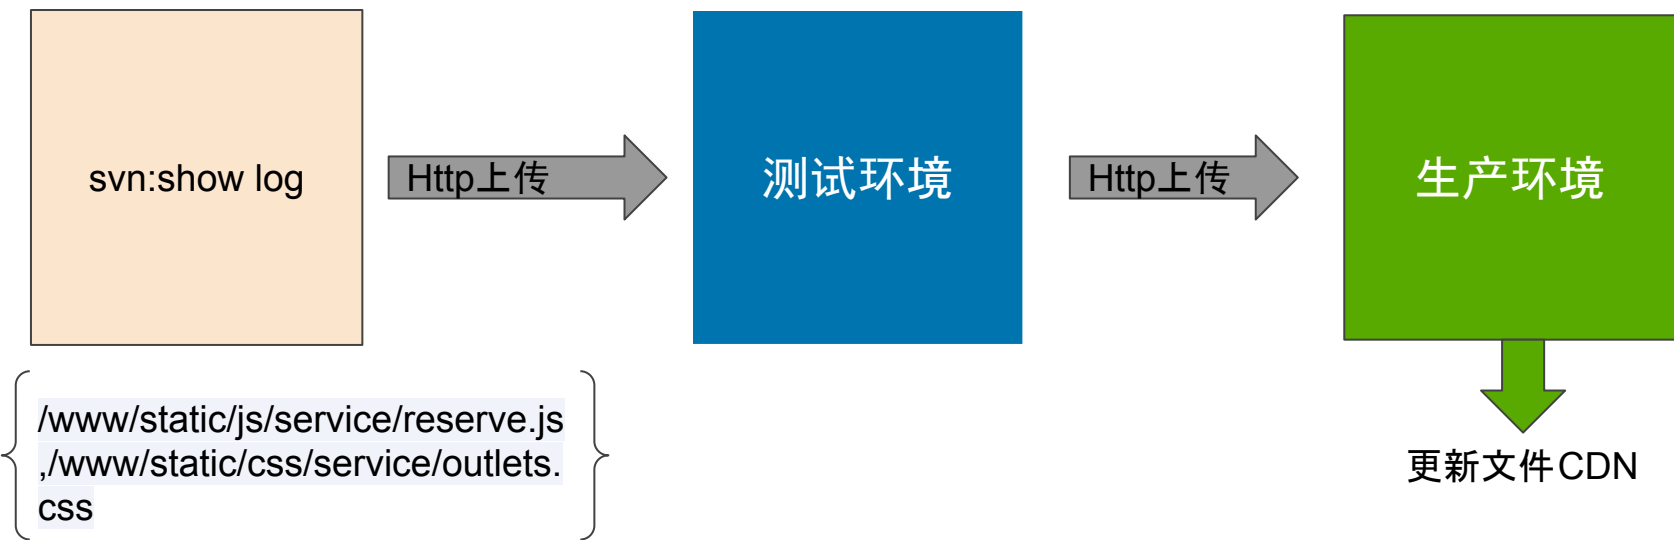 svn:show log
Http上传
测试环境
Http上传
生产环境
/www/static/js/service/reserve.js
,/www/static/css/service/outlets.
css
更新文件CDN